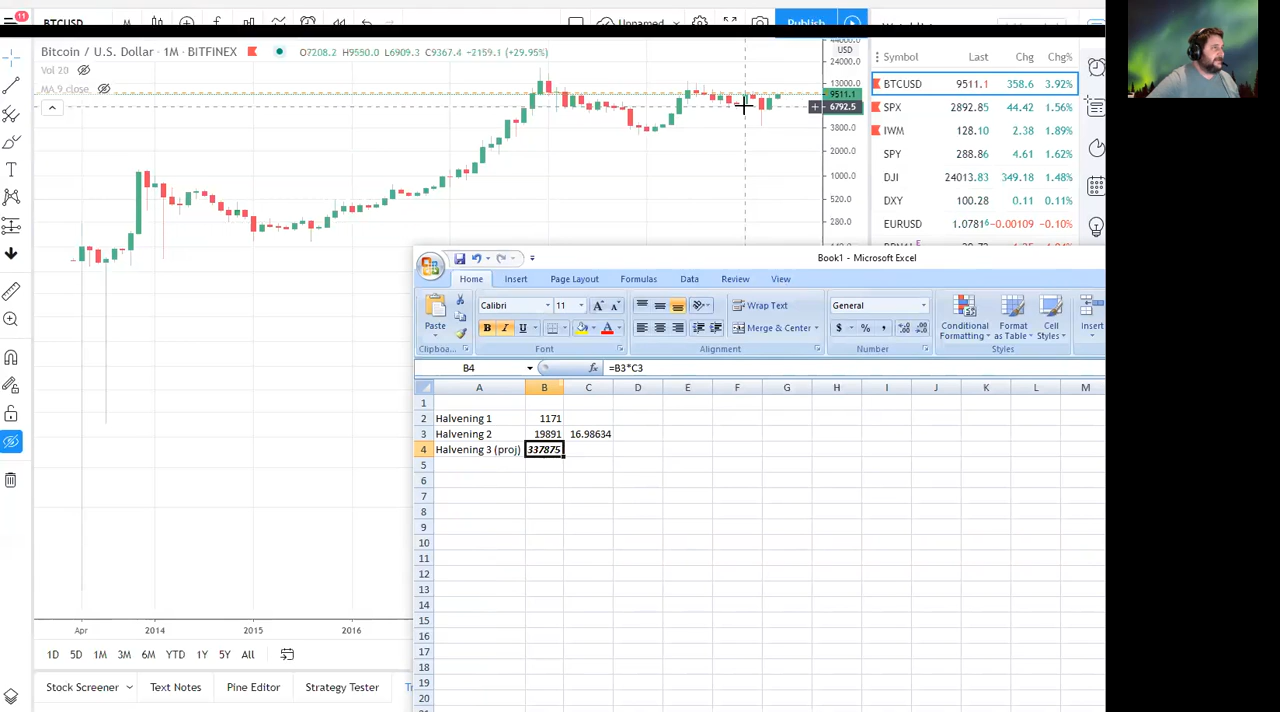 11
BTCUSD
M
Unnamed
Publish
Bitcoin / U.S. Dollar · 1M · BITFINEX O7208.2 H9550.0 L6909.3 C9367.4 −2159.1 (+29.95%)
Vol 20
MA 9 close
USD
24000.0
13000.0
9511.1
6792.5
3800.0
2000.0
1000.0
520.0
280.0
Symbol Last Chg Chg%
BTCUSD 9511.1 358.6 3.92%
SPX 2892.85 44.42 1.56%
IWM 128.10 2.38 1.89%
SPY 288.86 4.61 1.62%
DJI 24013.83 349.18 1.48%
DXY 100.28 0.11 0.11%
EURUSD 1.0781⁶ −0.00109 −0.10%
Book1 - Microsoft Excel
Home Insert Page Layout Formulas Data Review View
Calibri 11
Wrap Text
General
Paste
B I U
Merge & Center
$ % ,
Conditional Formatting
Format as Table
Cell Styles
Insert
Clipboa...
Font
Alignment
Number
Styles
B4 fx =B3*C3
A B C D E F G H I J K L M
1
2 Halvening 1 1171
3 Halvening 2 19891 16.98634
4 Halvening 3 (proj) 337875
5
6
7
8
9
10
11
12
13
14
15
16
17
18
19
20
Apr 2014 2015 2016
1D 5D 1M 3M 6M YTD 1Y 5Y All
Stock Screener Text Notes Pine Editor Strategy Tester